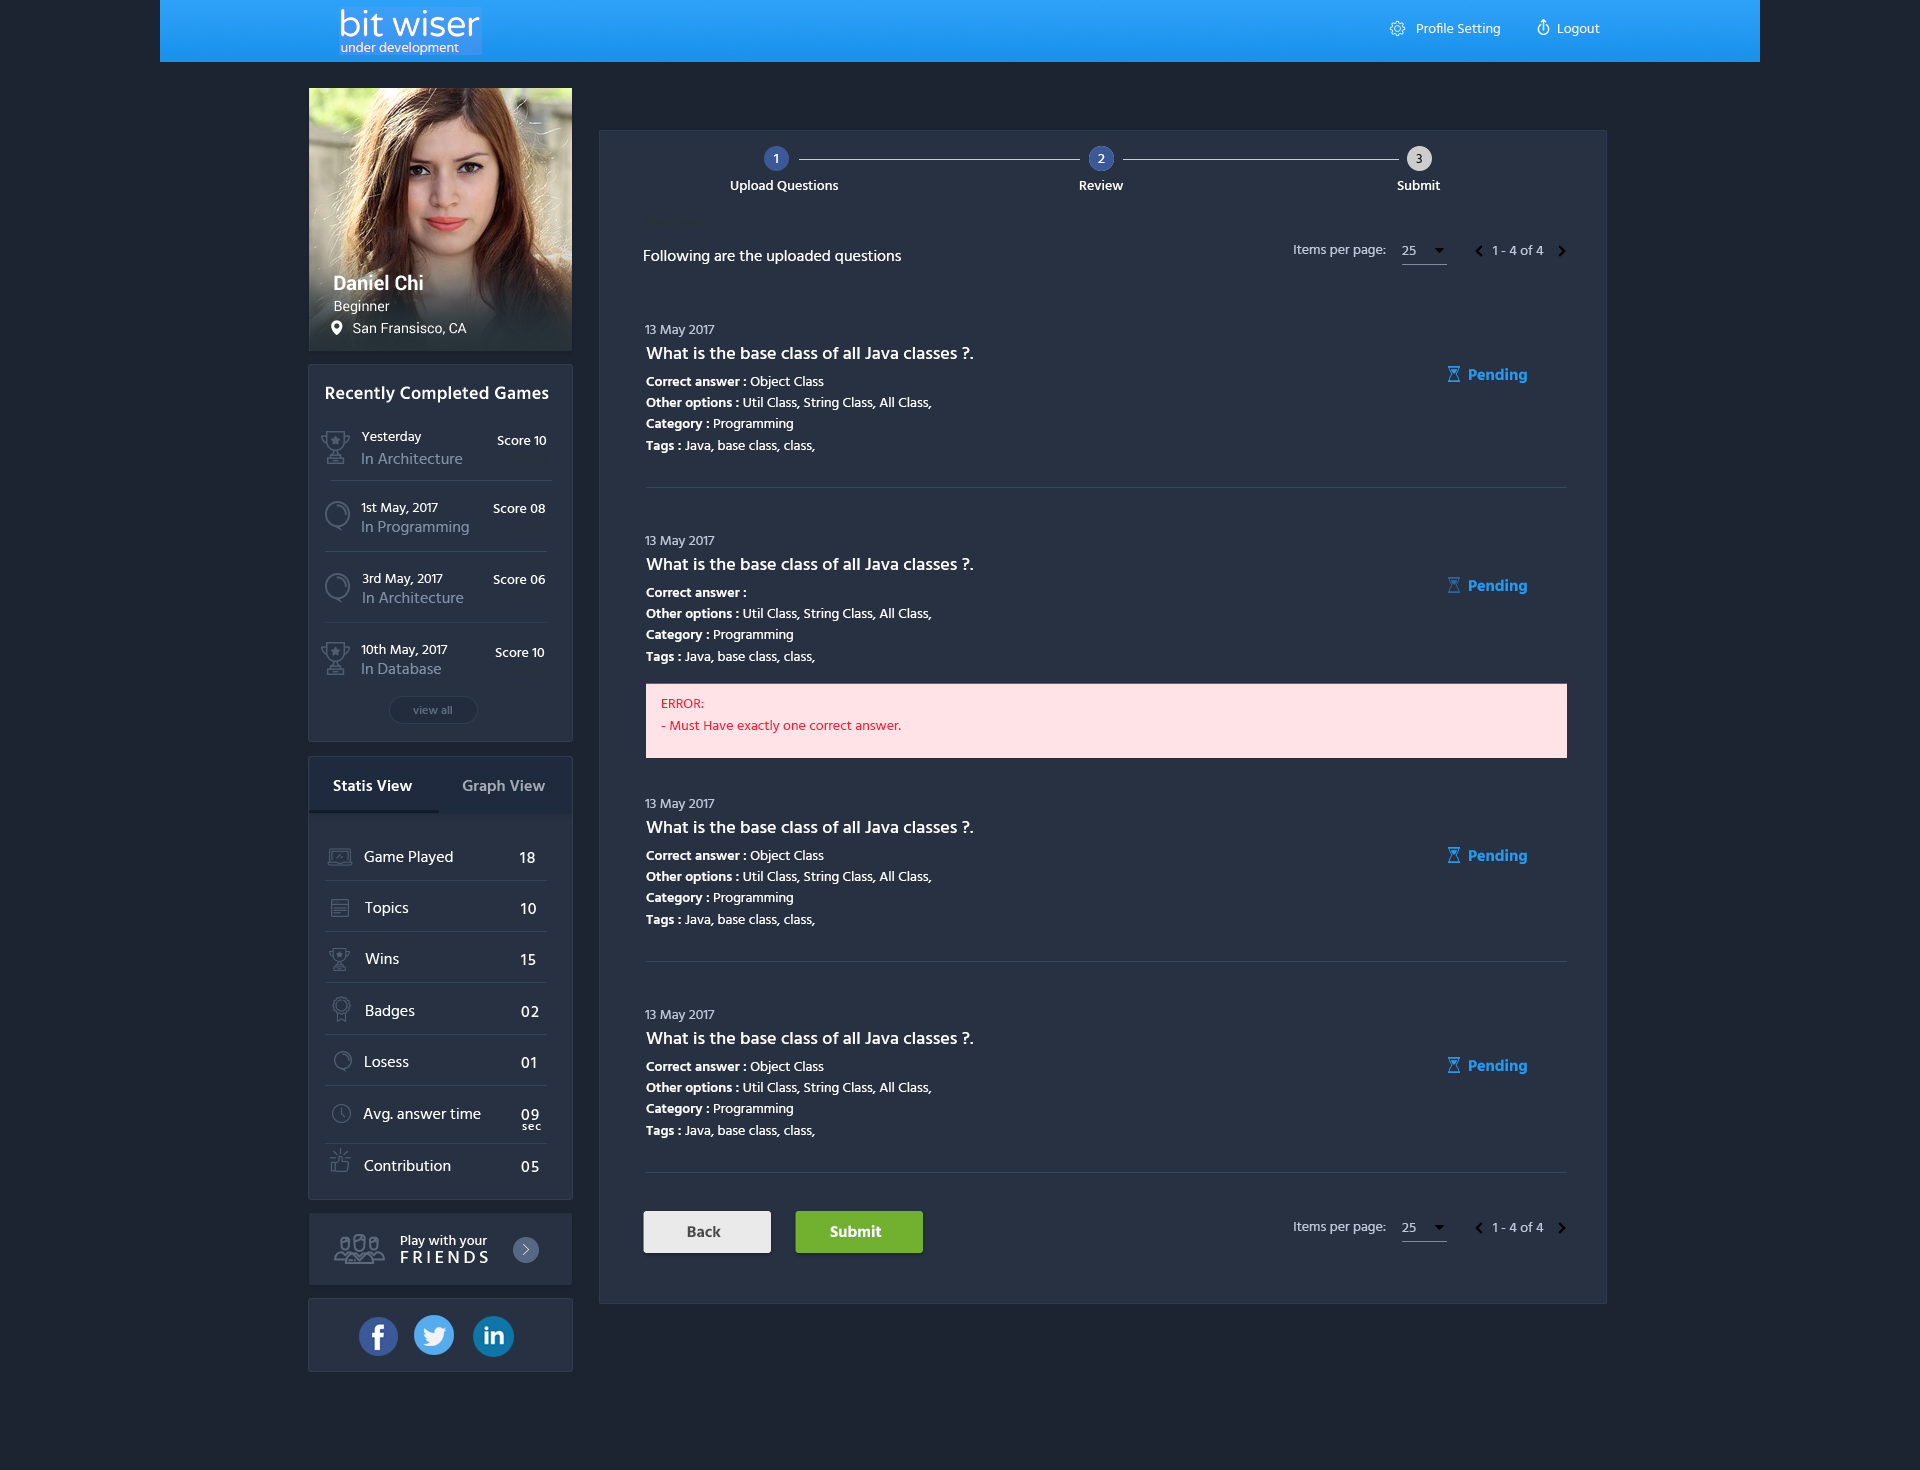 bit wiser
under development
Profile Setting
Logout
Daniel Chi
Beginner
San Fransisco, CA
Recently Completed Games
Yesterday
In Architecture
Score 10
1st May, 2017
In Programming
Score 08
3rd May, 2017
In Architecture
Score 06
10th May, 2017
In Database
Score 10
view all
Statis View
Graph View
Game Played 18
Topics 10
Wins 15
Badges 02
Losess 01
Avg. answer time 09
sec
Contribution 05
Play with your
FRIENDS
f
in
1
2
3
Upload Questions
Review
Submit
Following are the uploaded questions
Items per page: 25 1 - 4 of 4
13 May 2017
What is the base class of all Java classes ?.
Correct answer : Object Class
Other options : Util Class, String Class, All Class,
Category : Programming
Tags : Java, base class, class,
Pending
13 May 2017
What is the base class of all Java classes ?.
Correct answer :
Other options : Util Class, String Class, All Class,
Category : Programming
Tags : Java, base class, class,
Pending
ERROR:
- Must Have exactly one correct answer.
13 May 2017
What is the base class of all Java classes ?.
Correct answer : Object Class
Other options : Util Class, String Class, All Class,
Category : Programming
Tags : Java, base class, class,
Pending
13 May 2017
What is the base class of all Java classes ?.
Correct answer : Object Class
Other options : Util Class, String Class, All Class,
Category : Programming
Tags : Java, base class, class,
Pending
Back
Submit
Items per page: 25 1 - 4 of 4